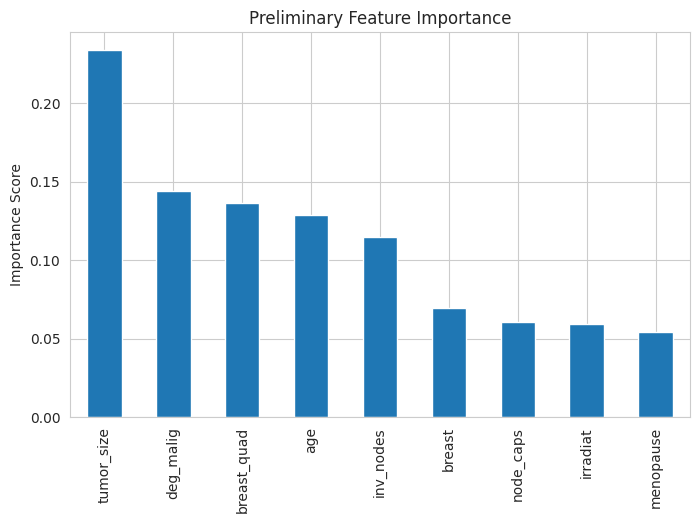 Preliminary Feature Importance
Importance Score
0.20
0.15
0.10
0.05
0.00
tumor_size
deg_malig
breast_quad
age
inv_nodes
breast
node_caps
irradiat
menopause